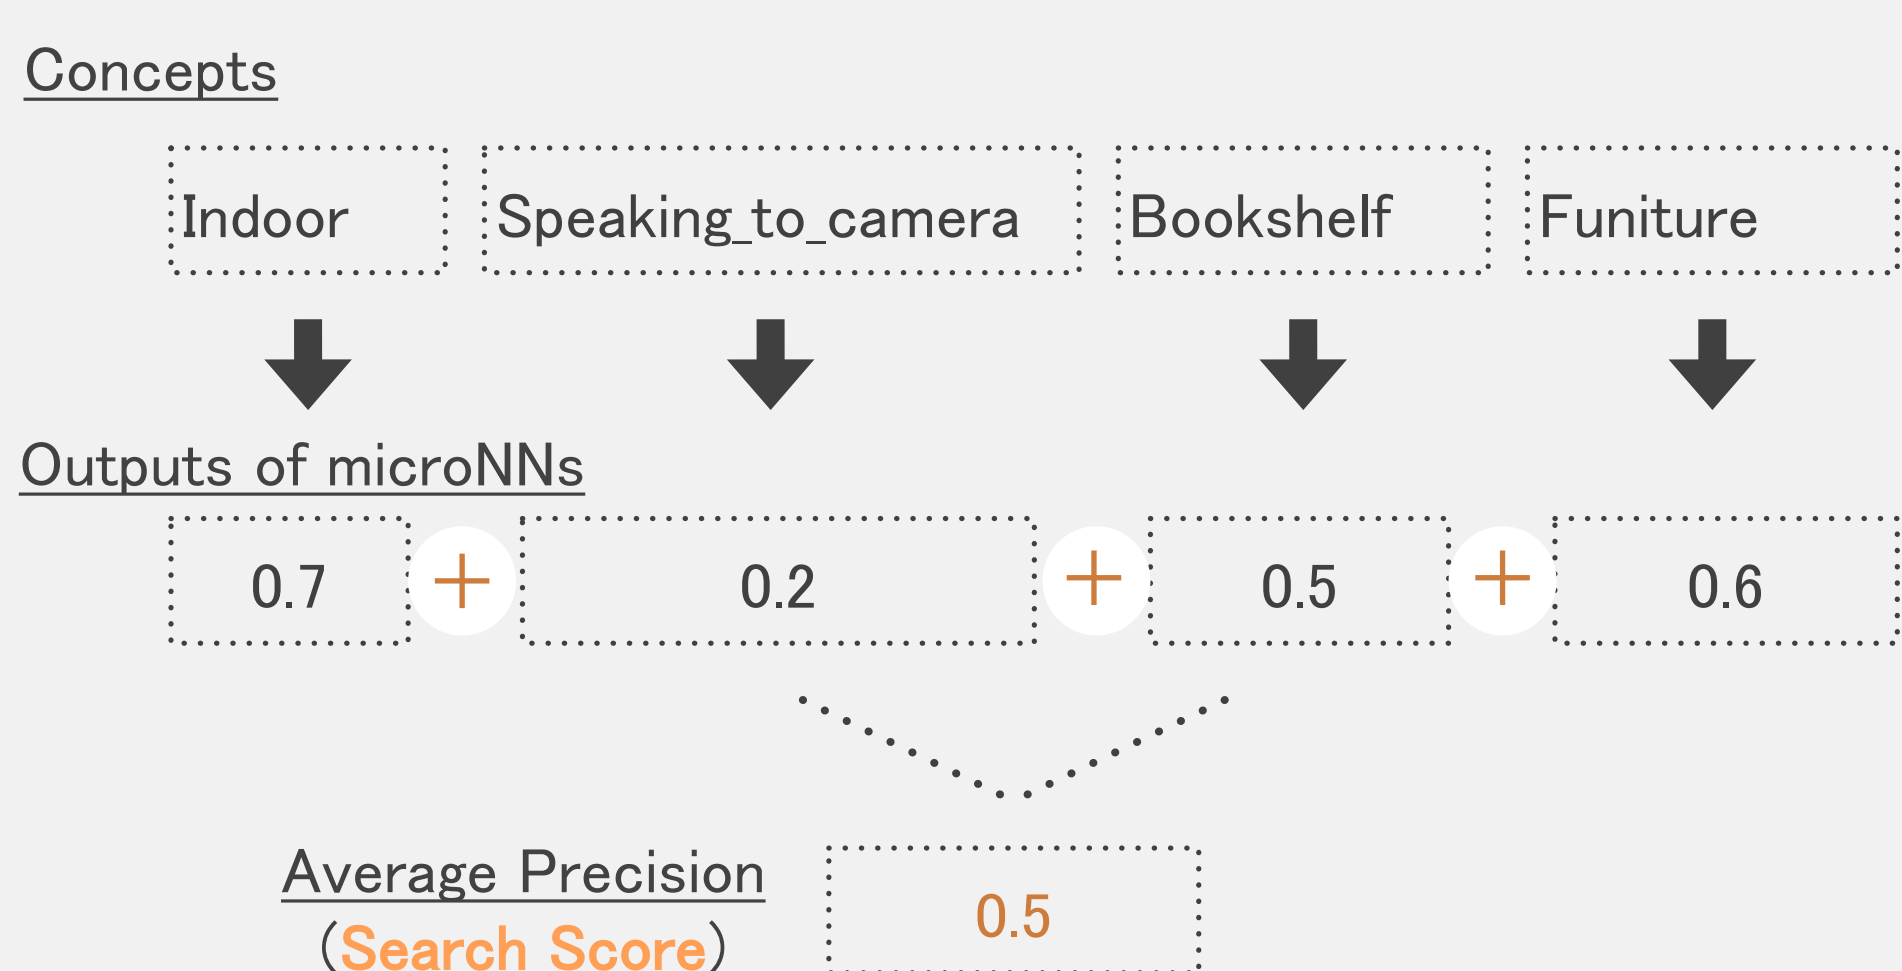 Concepts
Indoor Speaking_to_camera Bookshelf Funiture
Outputs of microNNs
0.7 + 0.2 + 0.5 + 0.6
Average Precision
0.5
(Search Score)